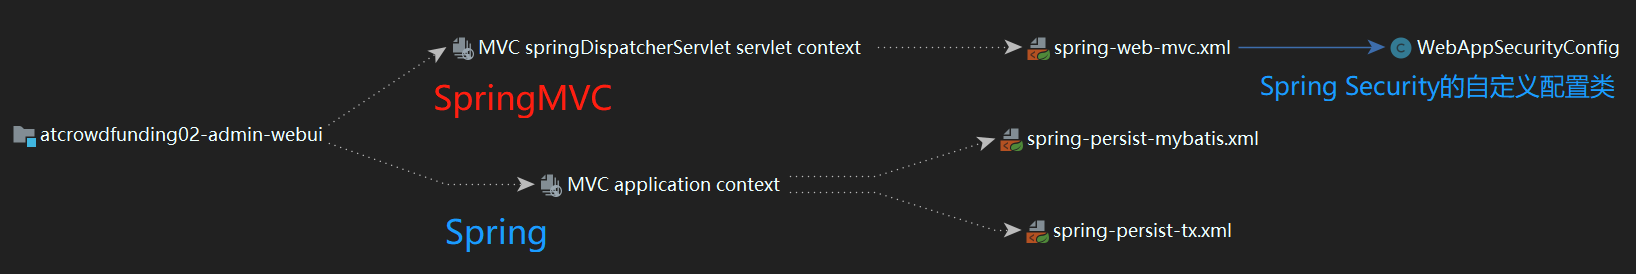 MVC springDispatcherServlet servlet context
spring-web-mvc.xml
WebAppSecurityConfig
SpringMVC
Spring Security的自定义配置类
atcrowdfunding02-admin-webui
spring-persist-mybatis.xml
MVC application context
Spring
spring-persist-tx.xml